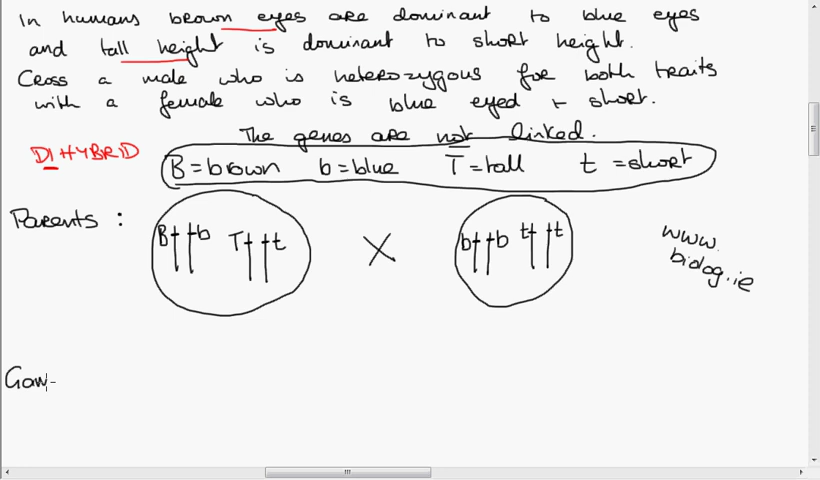 In humans brown eyes are dominant to blue eyes
and tall height is dominant to short height.
Cross a male who is heterozygous for both traits
with a female who is blue eyed + short.
The genes are not linked.
DIHYBRID
B = brown b = blue T = tall t = short
Parents :
B b T t X b b t t
www.
biolog.ie
Gam